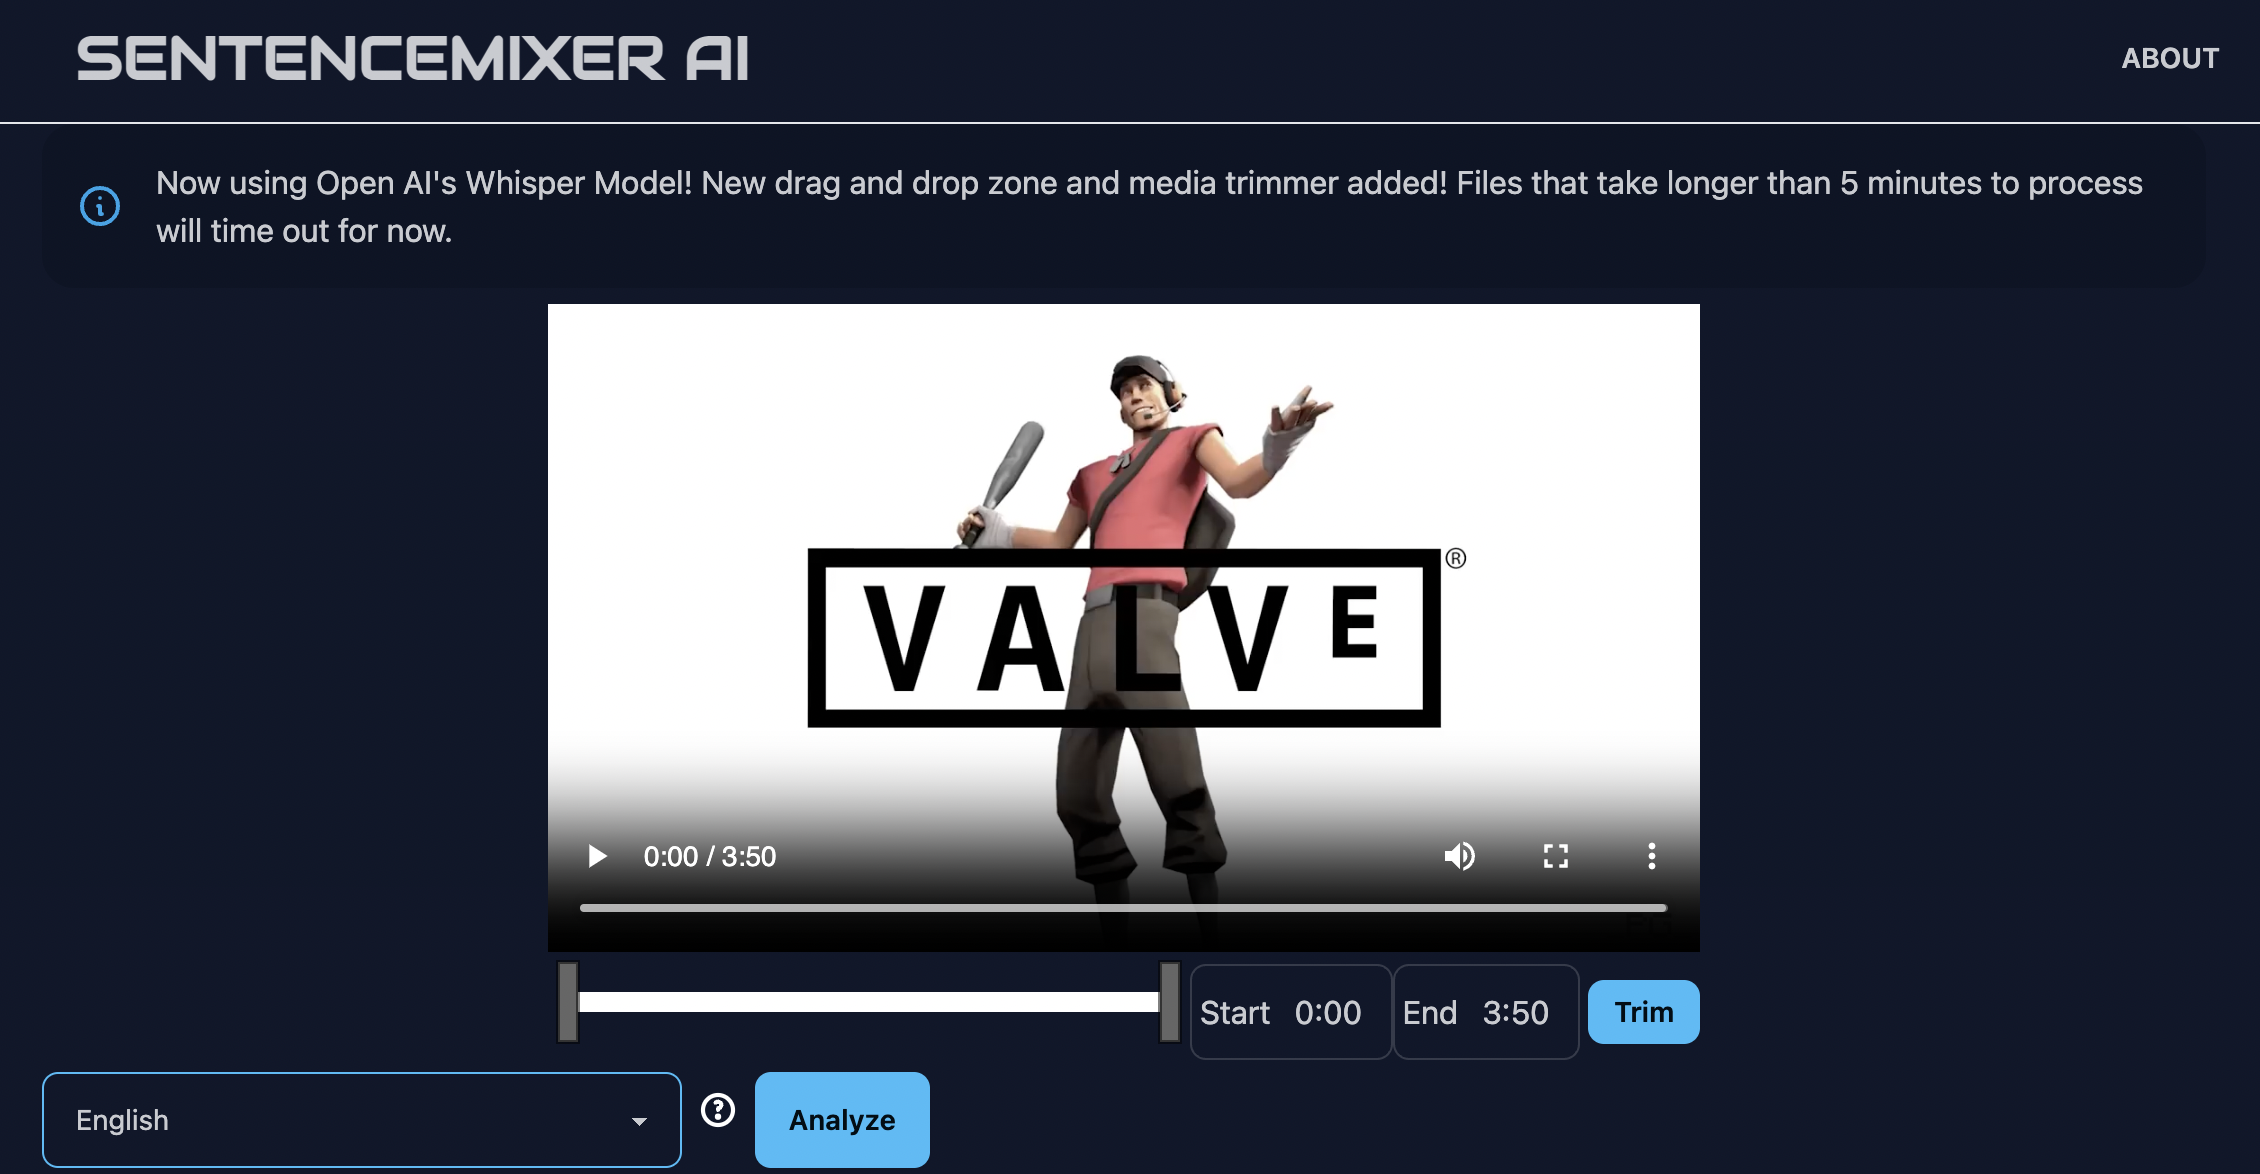 SENTENCEMIXER AI
ABOUT
Now using Open AI's Whisper Model! New drag and drop zone and media trimmer added! Files that take longer than 5 minutes to process
will time out for now.
VALVE®
0:00 / 3:50
Start 0:00 End 3:50 Trim
English Analyze